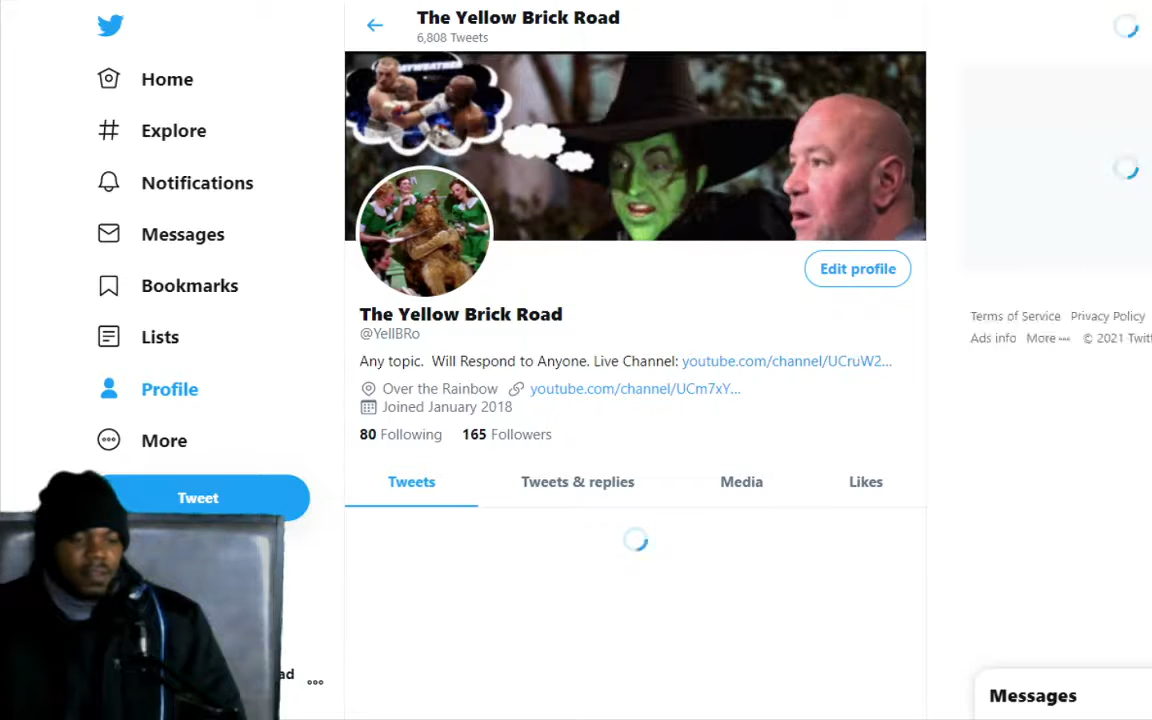 The Yellow Brick Road
6,808 Tweets
Home
Explore
Notifications
Messages
Bookmarks
Lists
Profile
More
Tweet
Edit profile
The Yellow Brick Road
@YellBRo
Any topic.  Will Respond to Anyone. Live Channel: youtube.com/channel/UCruW2...
Over the Rainbow youtube.com/channel/UCm7xY...
Joined January 2018
80 Following 165 Followers
Tweets Tweets & replies Media Likes
Terms of Service Privacy Policy
Ads info More ••• © 2021 Twitt
ad •••
Messages